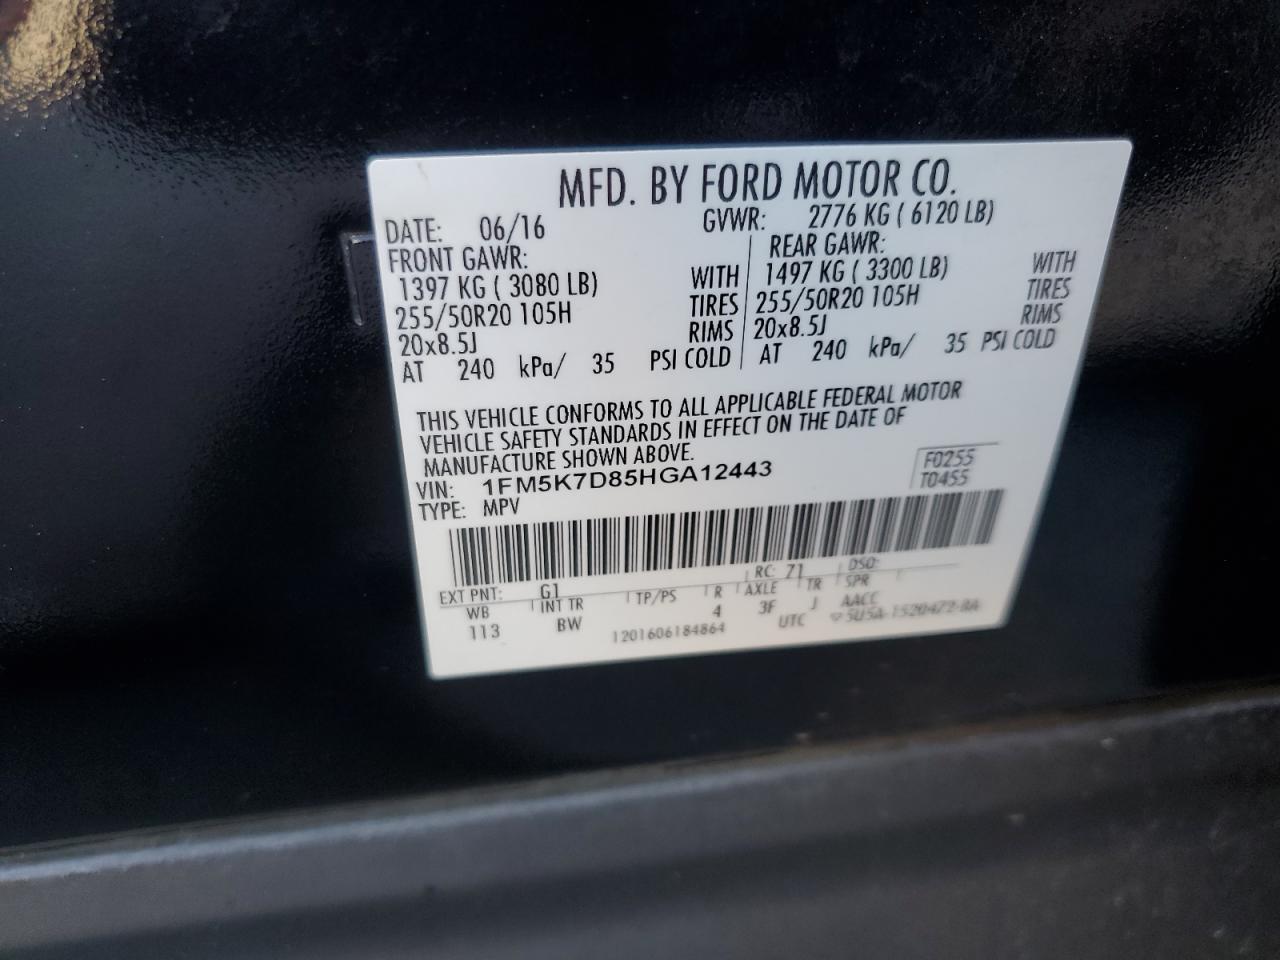 MFD. BY FORD MOTOR CO.
DATE: 06/16 GVWR: 2776 KG ( 6120 LB)
FRONT GAWR: REAR GAWR:
1397 KG ( 3080 LB) WITH 1497 KG ( 3300 LB) WITH
255/50R20 105H TIRES 255/50R20 105H TIRES
20x8.5J RIMS 20x8.5J RIMS
AT 240 kPa/ 35 PSI COLD AT 240 kPa/ 35 PSI COLD
THIS VEHICLE CONFORMS TO ALL APPLICABLE FEDERAL MOTOR
VEHICLE SAFETY STANDARDS IN EFFECT ON THE DATE OF
MANUFACTURE SHOWN ABOVE.
VIN: 1FM5K7D85HGA12443
TYPE: MPV
F0255
T0455
EXT PNT: G1 RC: 71 DSO:
WB INT TR TP/PS R AXLE TR SPR
113 BW 4 3F J AACC
1201606184864 UTC ▽5U5A-1520472-BA